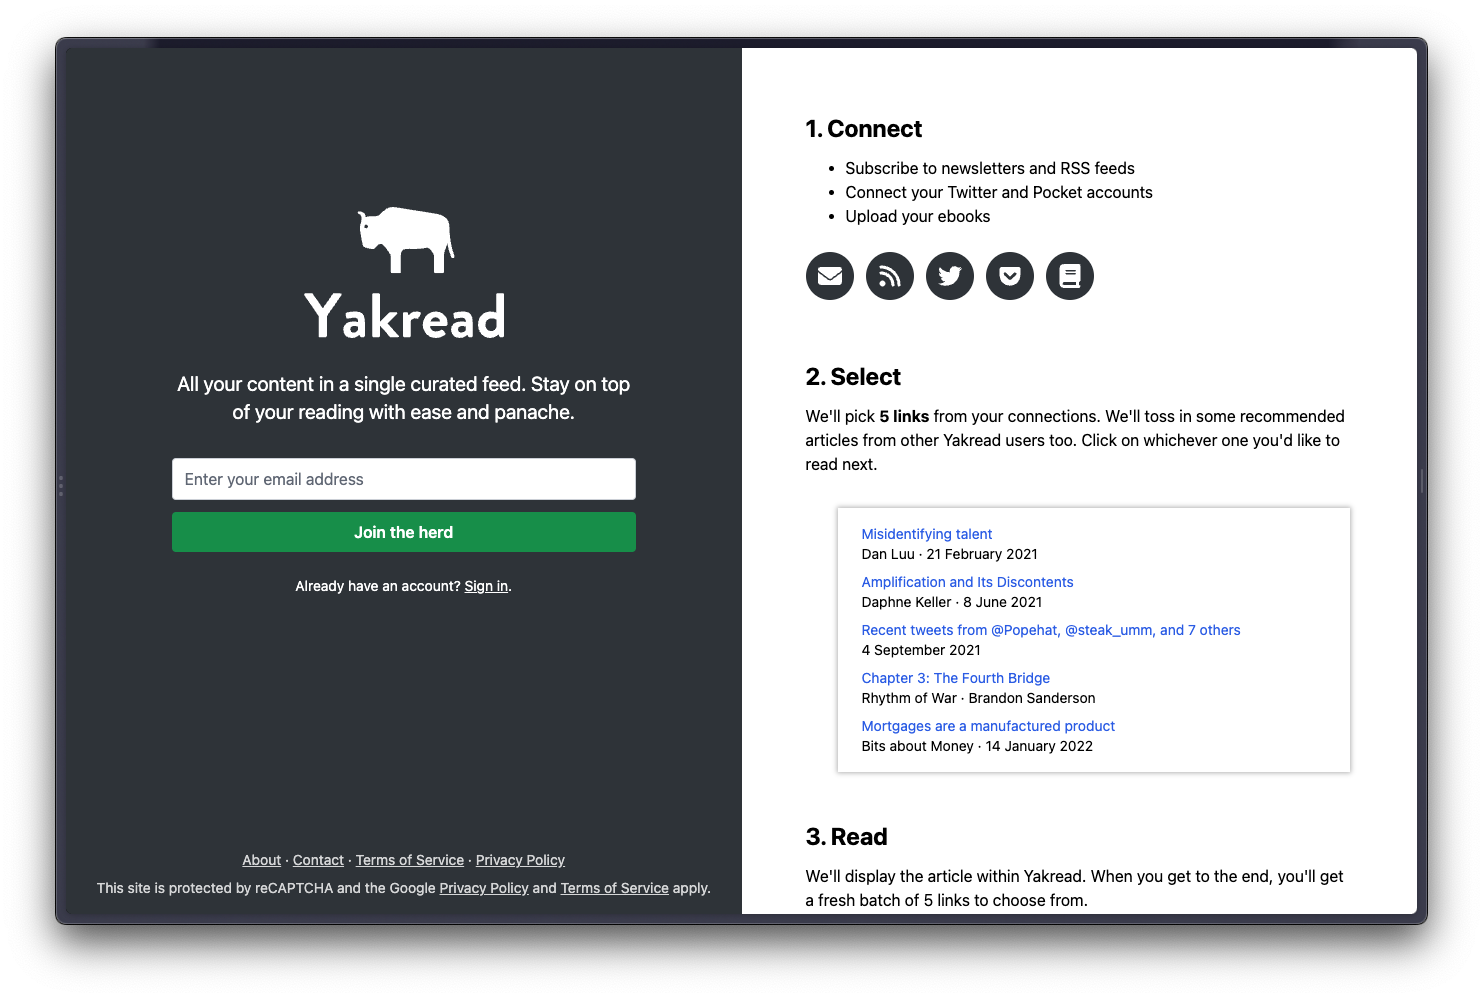 Yakread
All your content in a single curated feed. Stay on top
of your reading with ease and panache.
Enter your email address
Join the herd
Already have an account? Sign in.
About · Contact · Terms of Service · Privacy Policy
This site is protected by reCAPTCHA and the Google Privacy Policy and Terms of Service apply.
1. Connect
• Subscribe to newsletters and RSS feeds
• Connect your Twitter and Pocket accounts
• Upload your ebooks
2. Select
We'll pick 5 links from your connections. We'll toss in some recommended
articles from other Yakread users too. Click on whichever one you'd like to
read next.
Misidentifying talent
Dan Luu · 21 February 2021
Amplification and Its Discontents
Daphne Keller · 8 June 2021
Recent tweets from @Popehat, @steak_umm, and 7 others
4 September 2021
Chapter 3: The Fourth Bridge
Rhythm of War · Brandon Sanderson
Mortgages are a manufactured product
Bits about Money · 14 January 2022
3. Read
We'll display the article within Yakread. When you get to the end, you'll get
a fresh batch of 5 links to choose from.